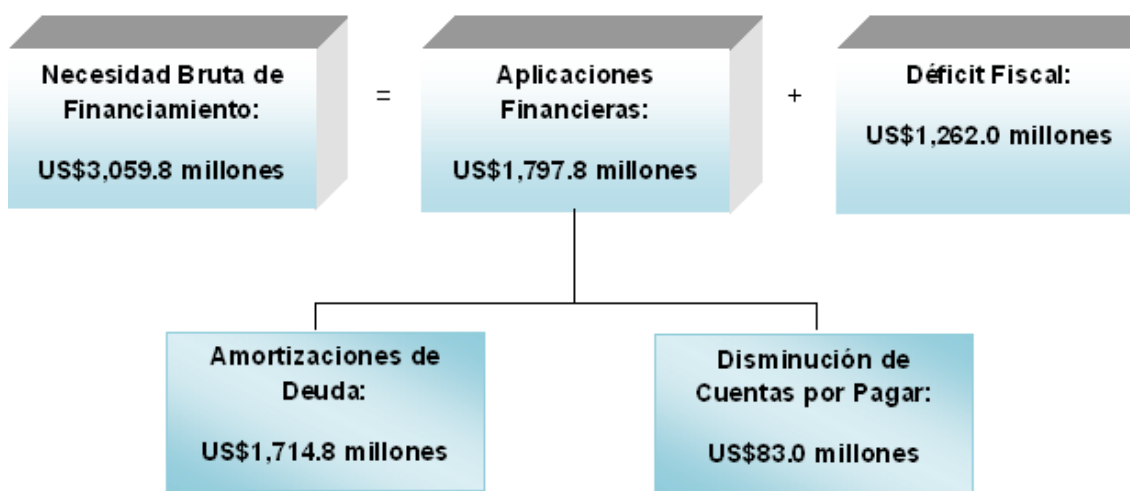 Necesidad Bruta de
Financiamiento:
US$3,059.8 millones
=
Aplicaciones
Financieras:
US$1,797.8 millones
+
Déficit Fiscal:
US$1,262.0 millones
Amortizaciones de
Deuda:
US$1,714.8 millones
Disminución de
Cuentas por Pagar:
US$83.0 millones